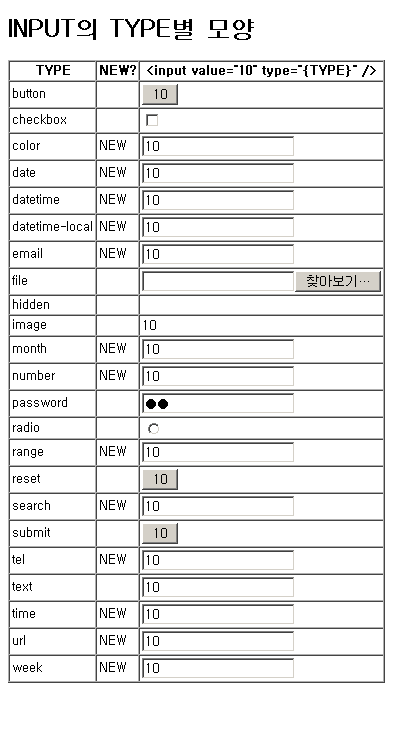 INPUT의 TYPE별 모양
TYPE NEW? <input value="10" type="{TYPE}" />
button 10
checkbox
color NEW 10
date NEW 10
datetime NEW 10
datetime-local NEW 10
email NEW 10
file 찾아보기...
hidden
image 10
month NEW 10
number NEW 10
password ●●
radio
range NEW 10
reset 10
search NEW 10
submit 10
tel NEW 10
text 10
time NEW 10
url NEW 10
week NEW 10